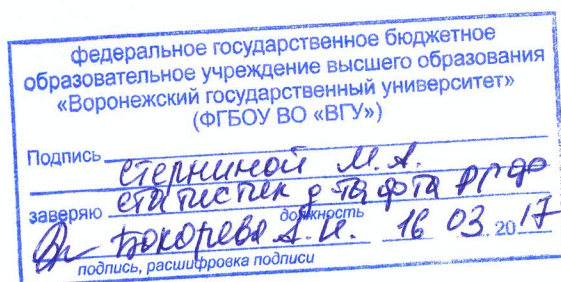 федеральное государственное бюджетное
образовательное учреждение высшего образования
«Воронежский государственный университет»
(ФГБОУ ВО «ВГУ»)
Подпись Стерниной М.А.
заверяю
должность
Бокорева 16 03. 2017
подпись, расшифровка подписи